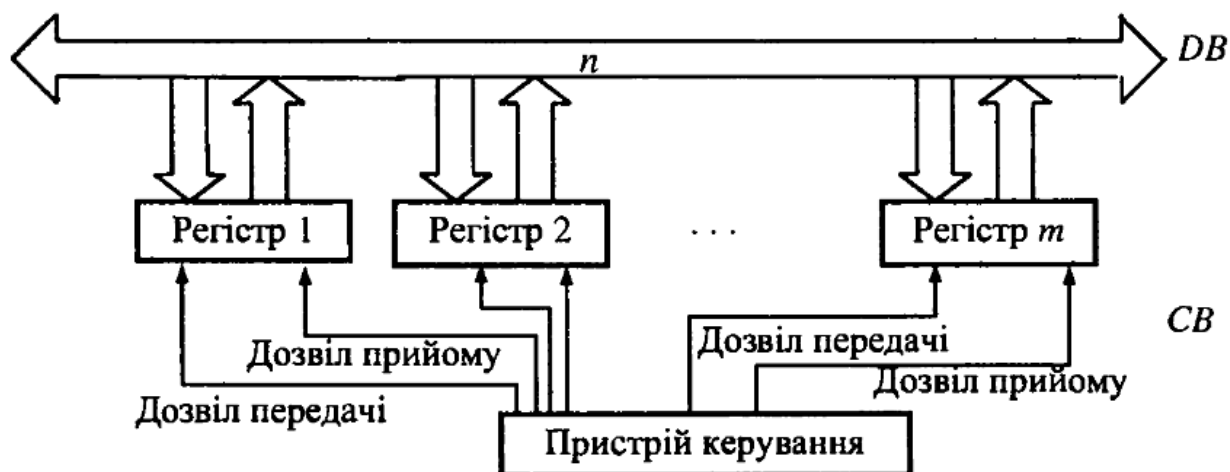 n
DB
Регістр 1
Регістр 2
. . .
Регістр m
CB
Дозвіл прийому
Дозвіл передачі
Дозвіл передачі
Дозвіл прийому
Пристрій керування